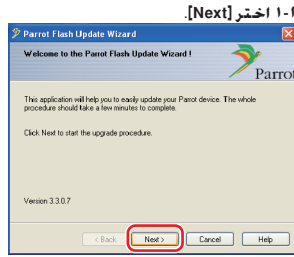 ١-١ اختر [Next].
Parrot Flash Update Wizard
Welcome to the Parrot Flash Update Wizard !
Parrot
This application will help you to easily update your Parrot device. The whole
procedure should take a few minutes to complete.
Click Next to start the upgrade procedure.
Version 3.3.0.7
< Back
Next >
Cancel
Help